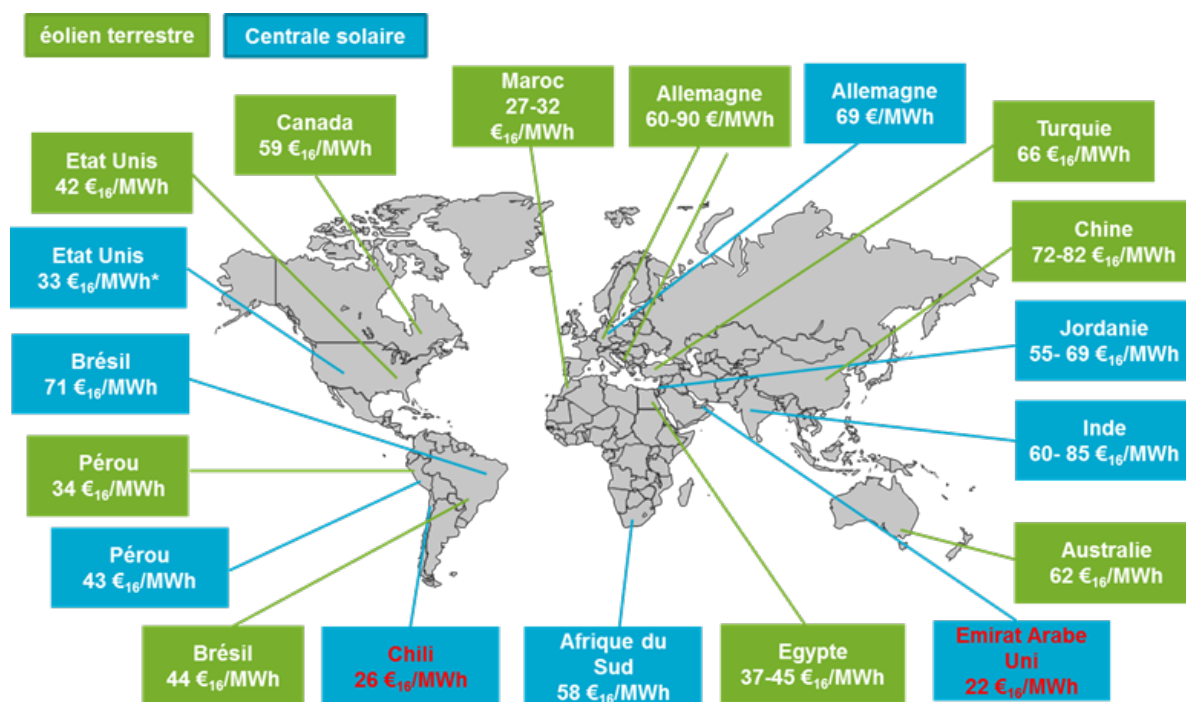 éolien terrestre
Centrale solaire
Maroc
27-32
€₁₆/MWh
Allemagne
60-90 €/MWh
Allemagne
69 €/MWh
Canada
59 €₁₆/MWh
Turquie
66 €₁₆/MWh
Etat Unis
42 €₁₆/MWh
Chine
72-82 €₁₆/MWh
Etat Unis
33 €₁₆/MWh*
Jordanie
55- 69 €₁₆/MWh
Brésil
71 €₁₆/MWh
Inde
60- 85 €₁₆/MWh
Pérou
34 €₁₆/MWh
Pérou
43 €₁₆/MWh
Australie
62 €₁₆/MWh
Brésil
44 €₁₆/MWh
Chili
26 €₁₆/MWh
Afrique du
Sud
58 €₁₆/MWh
Egypte
37-45 €₁₆/MWh
Emirat Arabe
Uni
22 €₁₆/MWh